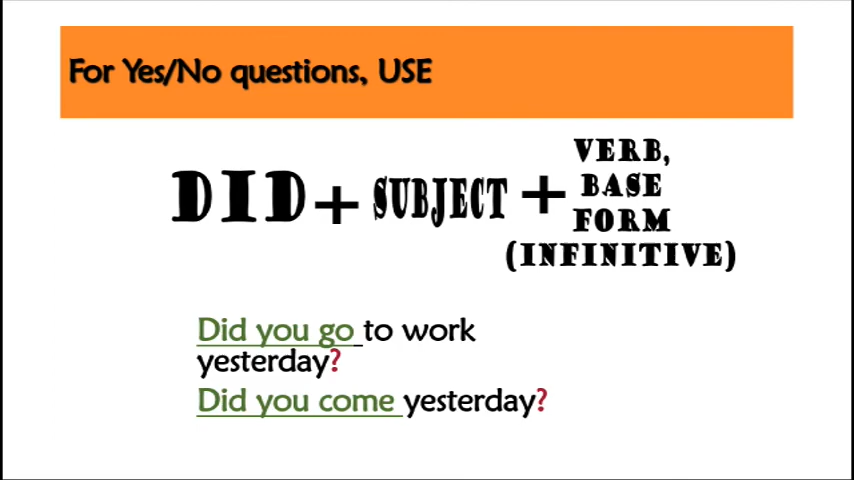 For Yes/No questions, USE
DID + SUBJECT + VERB,
BASE
FORM
(INFINITIVE)
Did you go to work
yesterday?
Did you come yesterday?